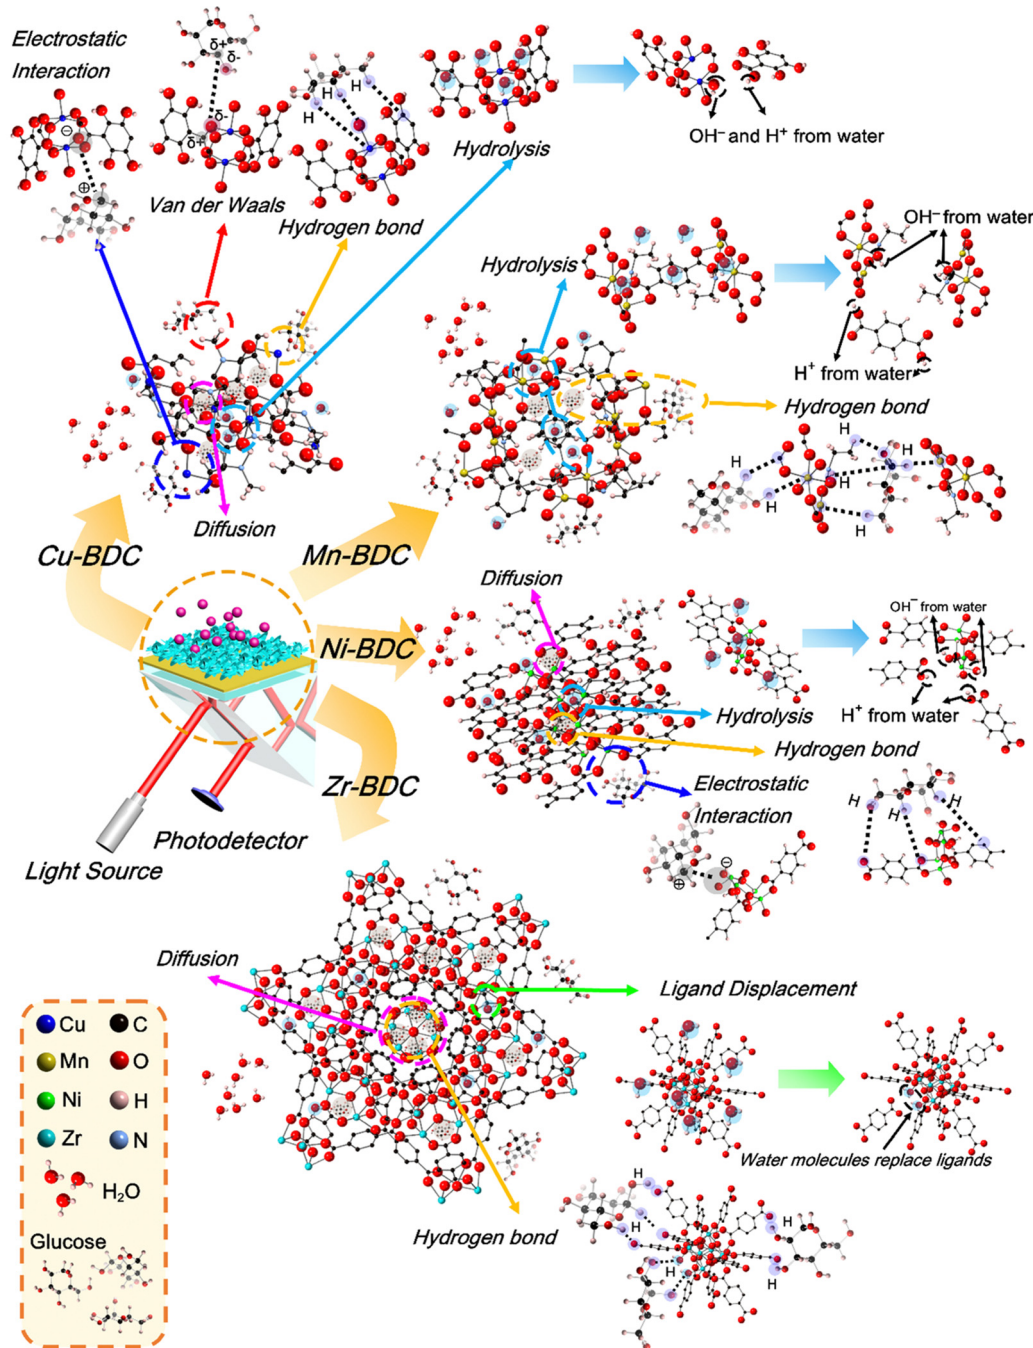 Electrostatic
Interaction
δ+
δ-
δ-
δ+
⊖
⊕
Van der Waals
H
H
H
Hydrogen bond
Hydrolysis
OH⁻ and H⁺ from water
Hydrolysis
OH⁻ from water
H⁺ from water
Hydrogen bond
H
H
H
H
H
Diffusion
Cu-BDC
Mn-BDC
Ni-BDC
Zr-BDC
Light Source
Photodetector
Diffusion
Hydrolysis
OH⁻ from water
H⁺ from water
Hydrogen bond
H
H
H
Electrostatic
Interaction
⊖
⊕
Diffusion
Ligand Displacement
Water molecules replace ligands
Hydrogen bond
H
H
H
H
H
Cu
C
Mn
O
Ni
H
Zr
N
H₂O
Glucose